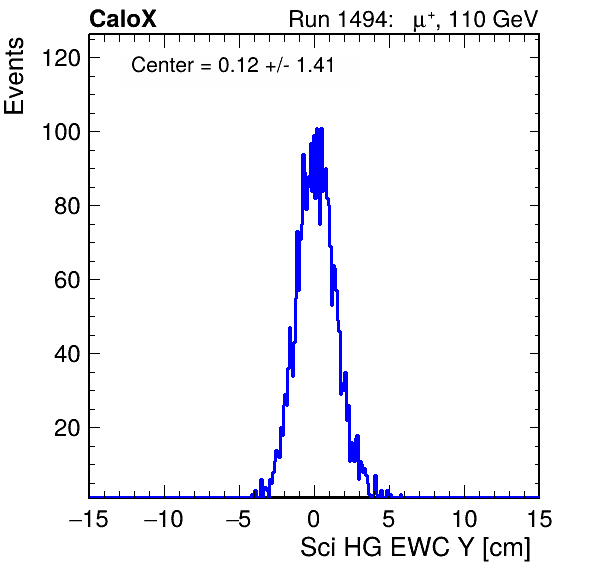 CaloX Run 1494: μ⁺, 110 GeV
Events
Center = 0.12 +/- 1.41
120
100
80
60
40
20
−15 −10 −5 0 5 10 15
Sci HG EWC Y [cm]